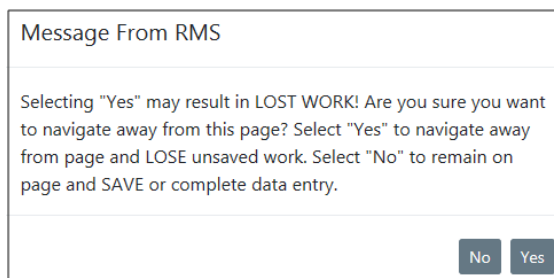 Message From RMS
Selecting "Yes" may result in LOST WORK! Are you sure you want
to navigate away from this page? Select "Yes" to navigate away
from page and LOSE unsaved work. Select "No" to remain on
page and SAVE or complete data entry.
No Yes